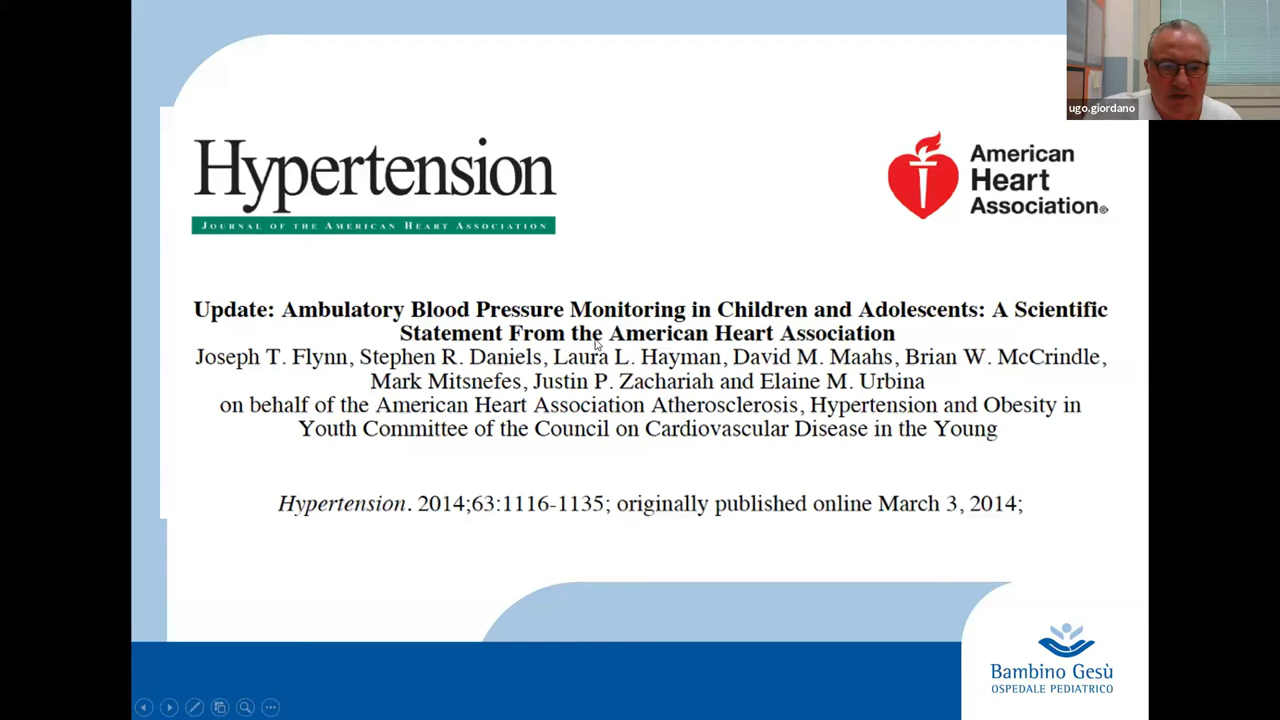 ugo.giordano
Hypertension
JOURNAL OF THE AMERICAN HEART ASSOCIATION
American
Heart
Association®
Update: Ambulatory Blood Pressure Monitoring in Children and Adolescents: A Scientific
Statement From the American Heart Association
Joseph T. Flynn, Stephen R. Daniels, Laura L. Hayman, David M. Maahs, Brian W. McCrindle,
Mark Mitsnefes, Justin P. Zachariah and Elaine M. Urbina
on behalf of the American Heart Association Atherosclerosis, Hypertension and Obesity in
Youth Committee of the Council on Cardiovascular Disease in the Young
Hypertension. 2014;63:1116-1135; originally published online March 3, 2014;
Bambino Gesù
OSPEDALE PEDIATRICO